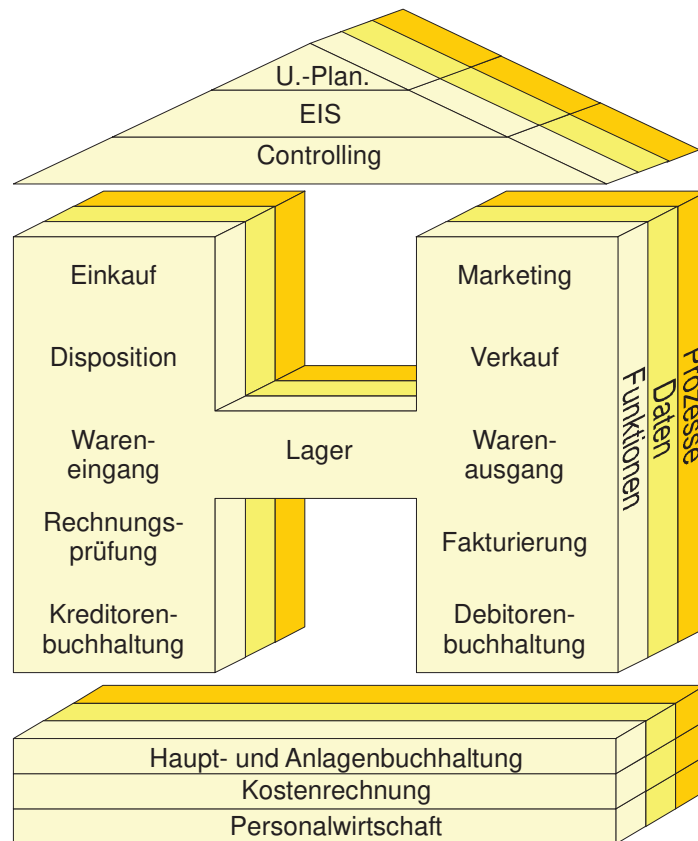 U.-Plan.
EIS
Controlling
Einkauf
Disposition
Waren-
eingang
Rechnungs-
prüfung
Kreditoren-
buchhaltung
Lager
Marketing
Verkauf
Waren-
ausgang
Fakturierung
Debitoren-
buchhaltung
Funktionen
Daten
Prozesse
Haupt- und Anlagenbuchhaltung
Kostenrechnung
Personalwirtschaft